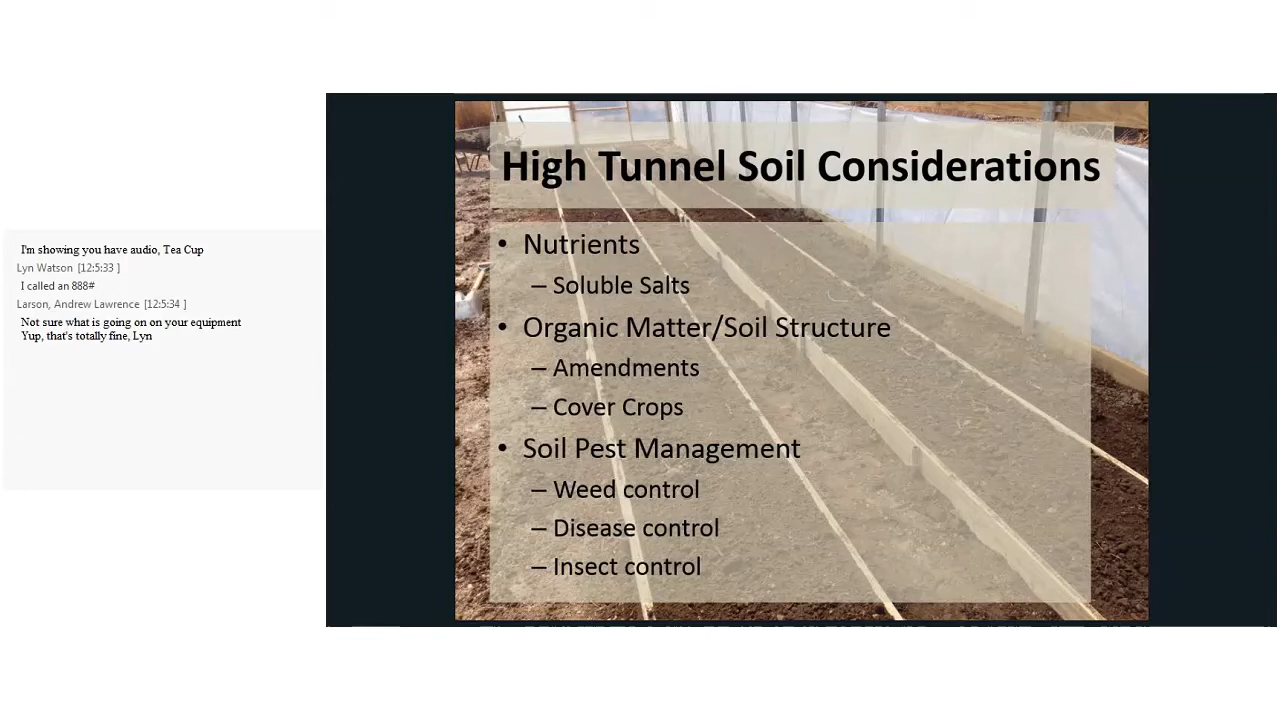 I'm showing you have audio, Tea Cup
Lyn Watson [12:5:33 ]
I called an 888#
Larson, Andrew Lawrence [12:5:34 ]
Not sure what is going on on your equipment
Yup, that's totally fine, Lyn
High Tunnel Soil Considerations
• Nutrients
– Soluble Salts
• Organic Matter/Soil Structure
– Amendments
– Cover Crops
• Soil Pest Management
– Weed control
– Disease control
– Insect control